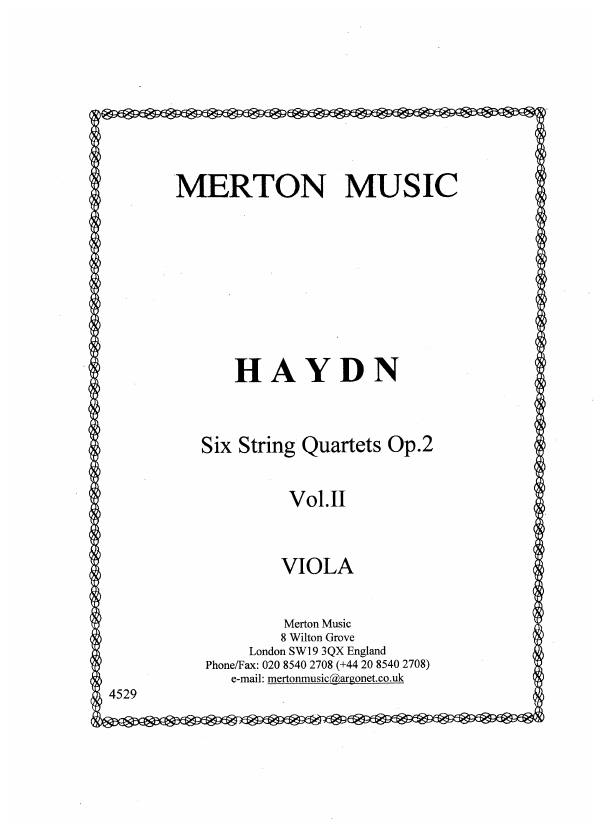 MERTON MUSIC
HAYDN
Six String Quartets Op.2
Vol.II
VIOLA
Merton Music
8 Wilton Grove
London SW19 3QX England
Phone/Fax: 020 8540 2708 (+44 20 8540 2708)
e-mail: mertonmusic@argonet.co.uk
4529